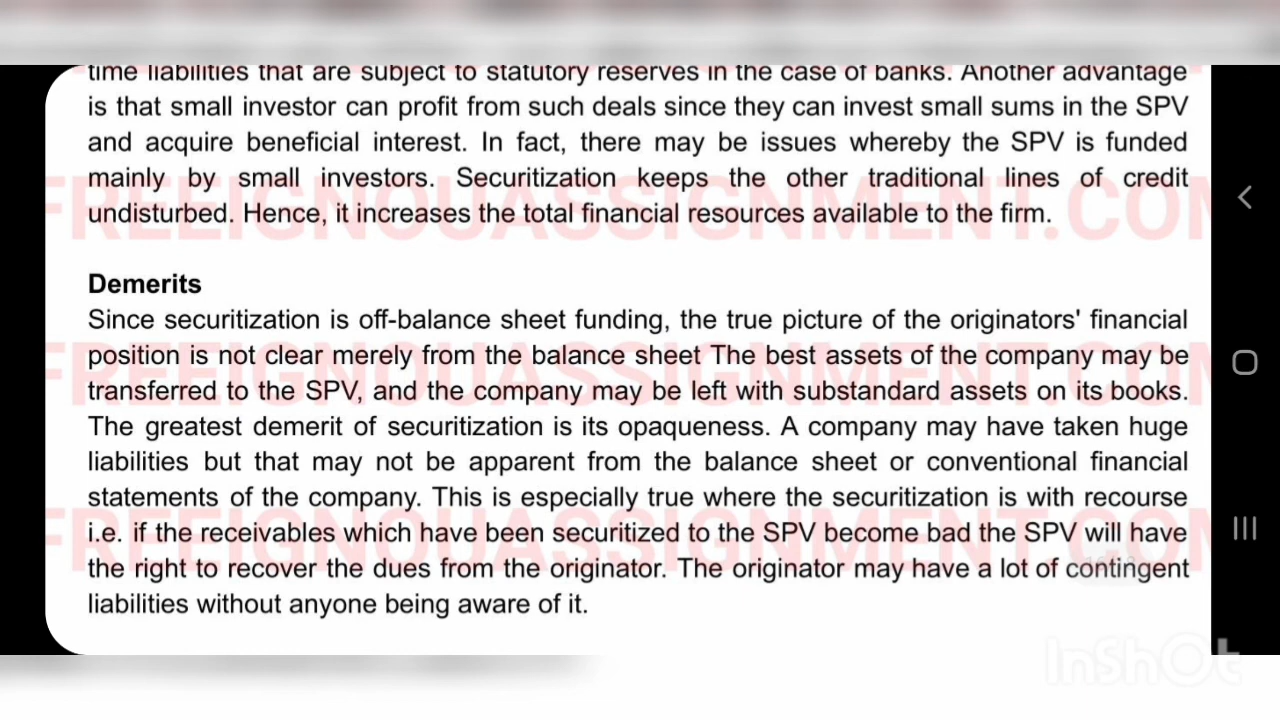 time liabilities that are subject to statutory reserves in the case of banks. Another advantage
is that small investor can profit from such deals since they can invest small sums in the SPV
and acquire beneficial interest. In fact, there may be issues whereby the SPV is funded
mainly by small investors. Securitization keeps the other traditional lines of credit
undisturbed. Hence, it increases the total financial resources available to the firm.
FREEIGNOUASSIGNMENT.COM
Demerits
Since securitization is off-balance sheet funding, the true picture of the originators' financial
position is not clear merely from the balance sheet The best assets of the company may be
FREEIGNOUASSIGNMENT.COM
transferred to the SPV, and the company may be left with substandard assets on its books.
The greatest demerit of securitization is its opaqueness. A company may have taken huge
liabilities but that may not be apparent from the balance sheet or conventional financial
statements of the company. This is especially true where the securitization is with recourse
i.e. if the receivables which have been securitized to the SPV become bad the SPV will have
FREEIGNOUASSIGNMENT.COM
the right to recover the dues from the originator. The originator may have a lot of contingent
liabilities without anyone being aware of it.
InShOt